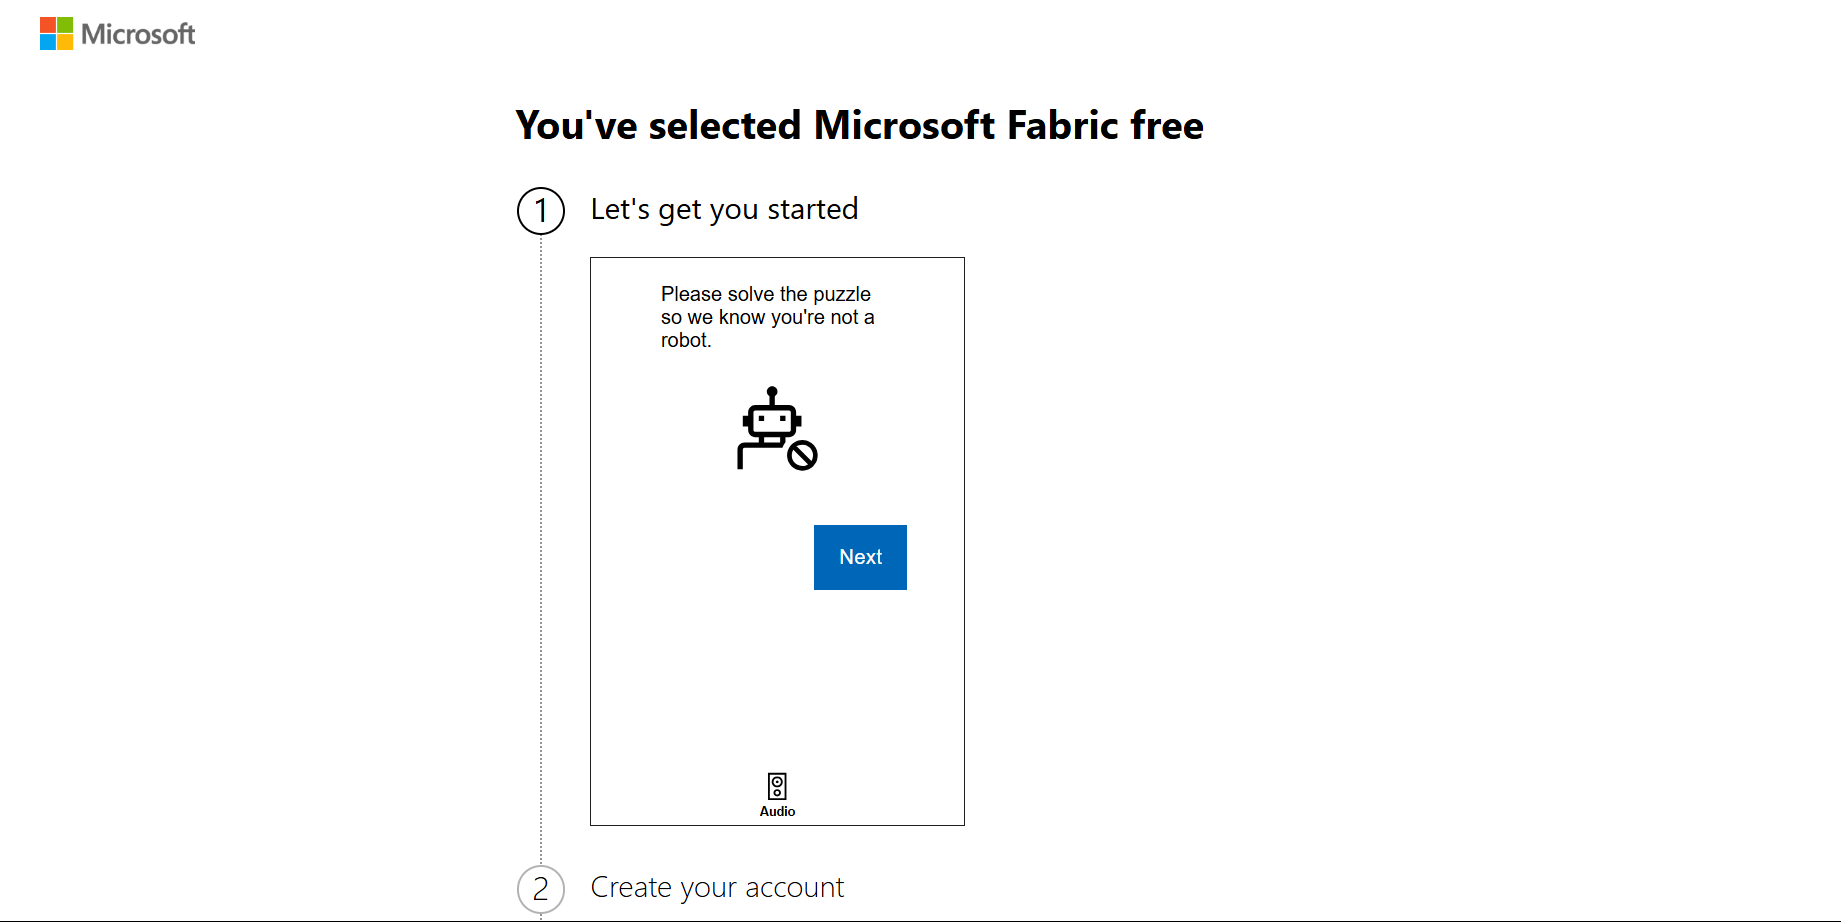 Microsoft
You've selected Microsoft Fabric free
1
Let's get you started
Please solve the puzzle
so we know you're not a
robot.
Next
Audio
2
Create your account